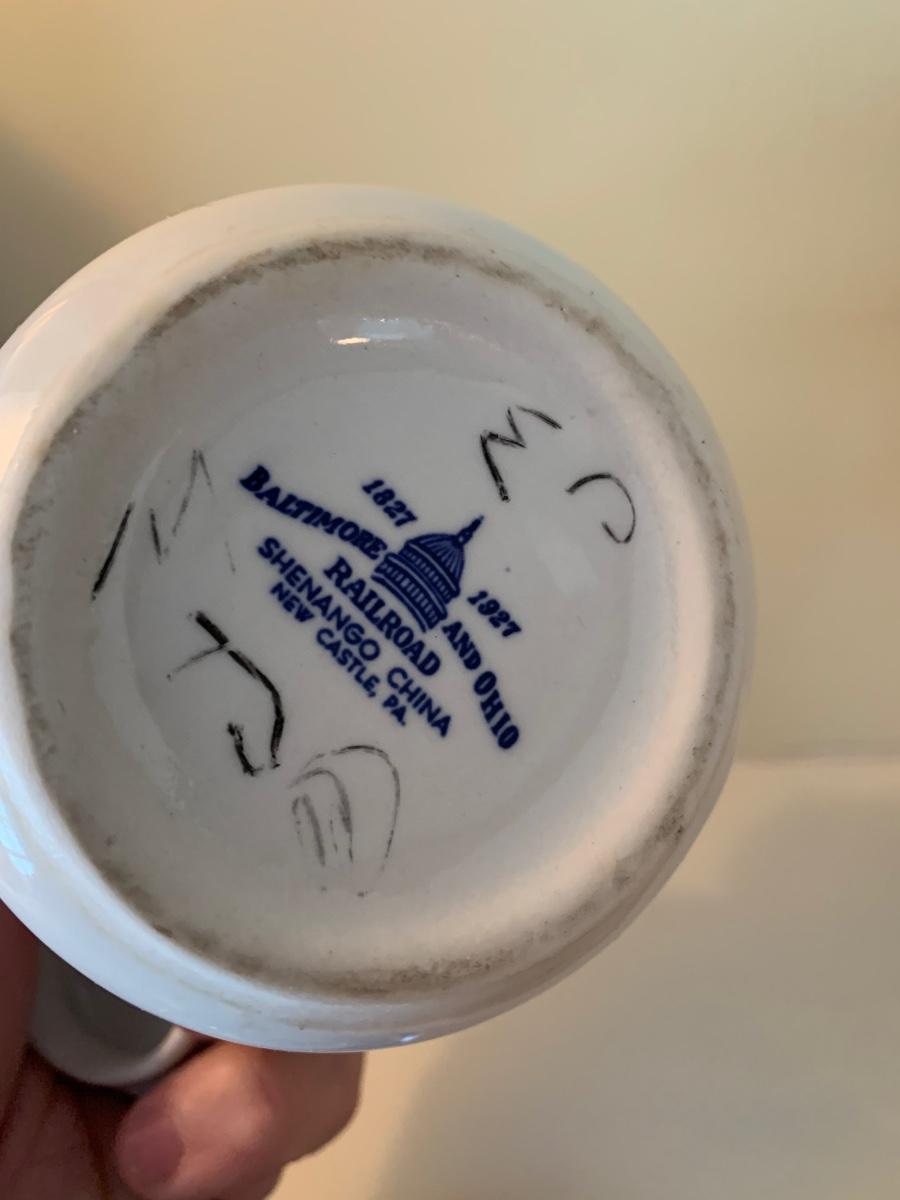 1827 1927
BALTIMORE AND OHIO
RAILROAD
SHENANGO CHINA
NEW CASTLE, PA.